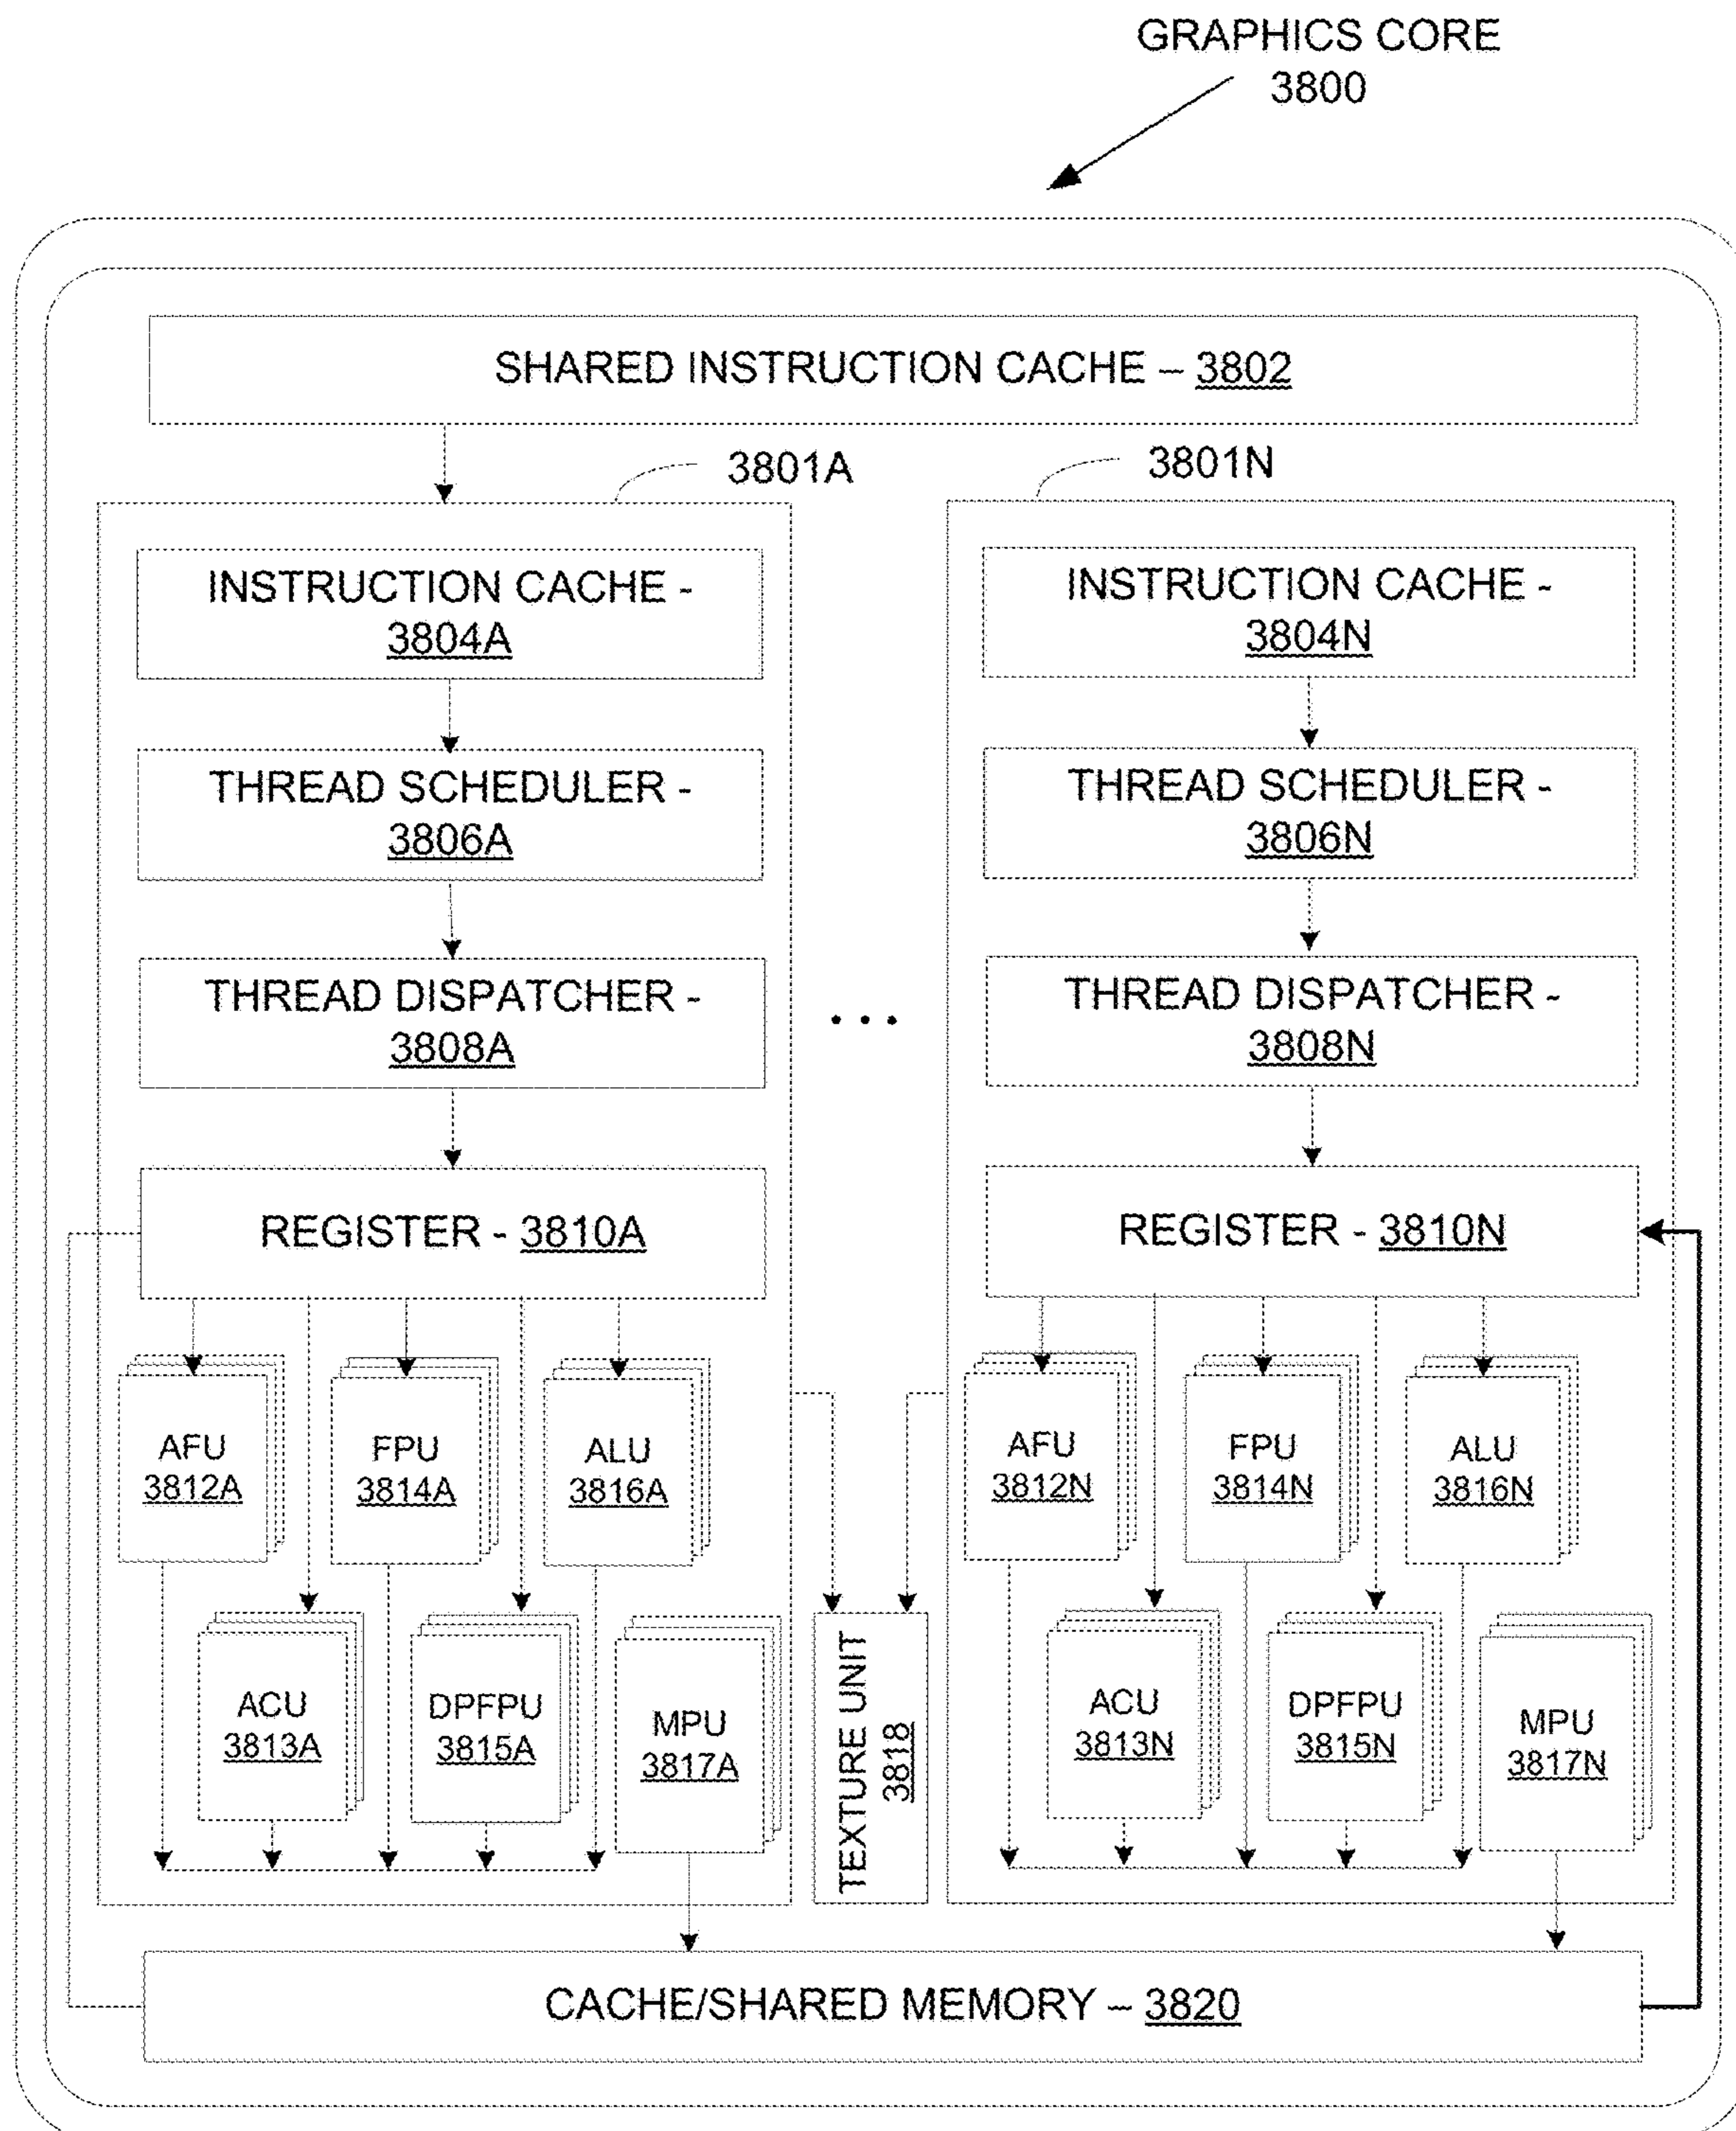 GRAPHICS CORE
3800
SHARED INSTRUCTION CACHE – 3802
3801A
3801N
INSTRUCTION CACHE -
3804A
THREAD SCHEDULER -
3806A
THREAD DISPATCHER -
3808A
REGISTER - 3810A
AFU
3812A
FPU
3814A
ALU
3816A
ACU
3813A
DPFPU
3815A
MPU
3817A
...
TEXTURE UNIT
3818
INSTRUCTION CACHE -
3804N
THREAD SCHEDULER -
3806N
THREAD DISPATCHER -
3808N
REGISTER - 3810N
AFU
3812N
FPU
3814N
ALU
3816N
ACU
3813N
DPFPU
3815N
MPU
3817N
CACHE/SHARED MEMORY – 3820